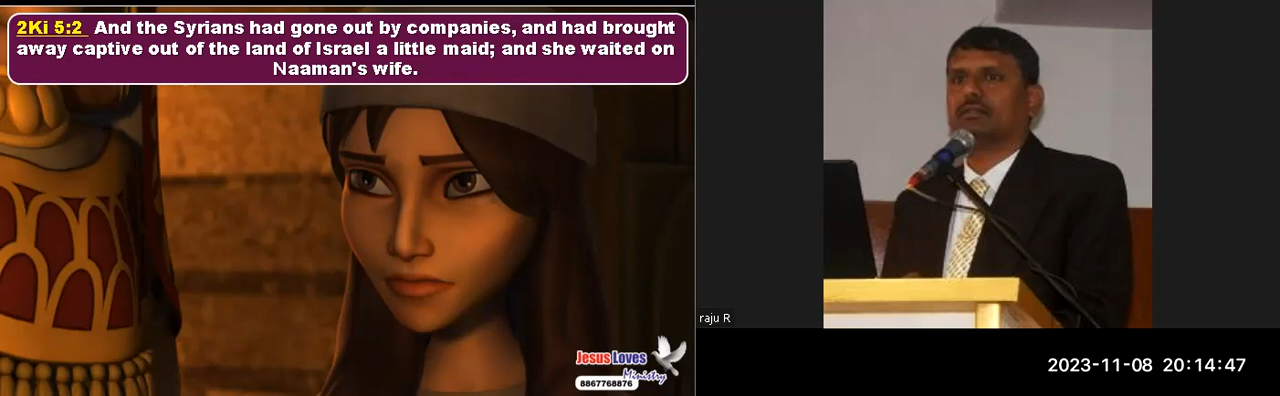 2Ki 5:2 And the Syrians had gone out by companies, and had brought
away captive out of the land of Israel a little maid; and she waited on
Naaman's wife.
Jesus Loves
Ministry
8867768876
raju R
2023-11-08 20:14:47